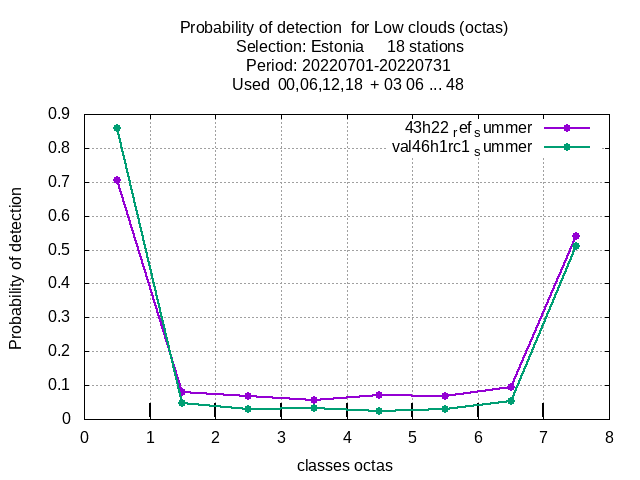 Probability of detection for Low clouds (octas)
Selection: Estonia 18 stations
Period: 20220701-20220731
Used 00,06,12,18 + 03 06 ... 48
43h22 ref summer
val46h1rc1 summer
Probability of detection
0.9
0.8
0.7
0.6
0.5
0.4
0.3
0.2
0.1
0
0 1 2 3 4 5 6 7 8
classes octas